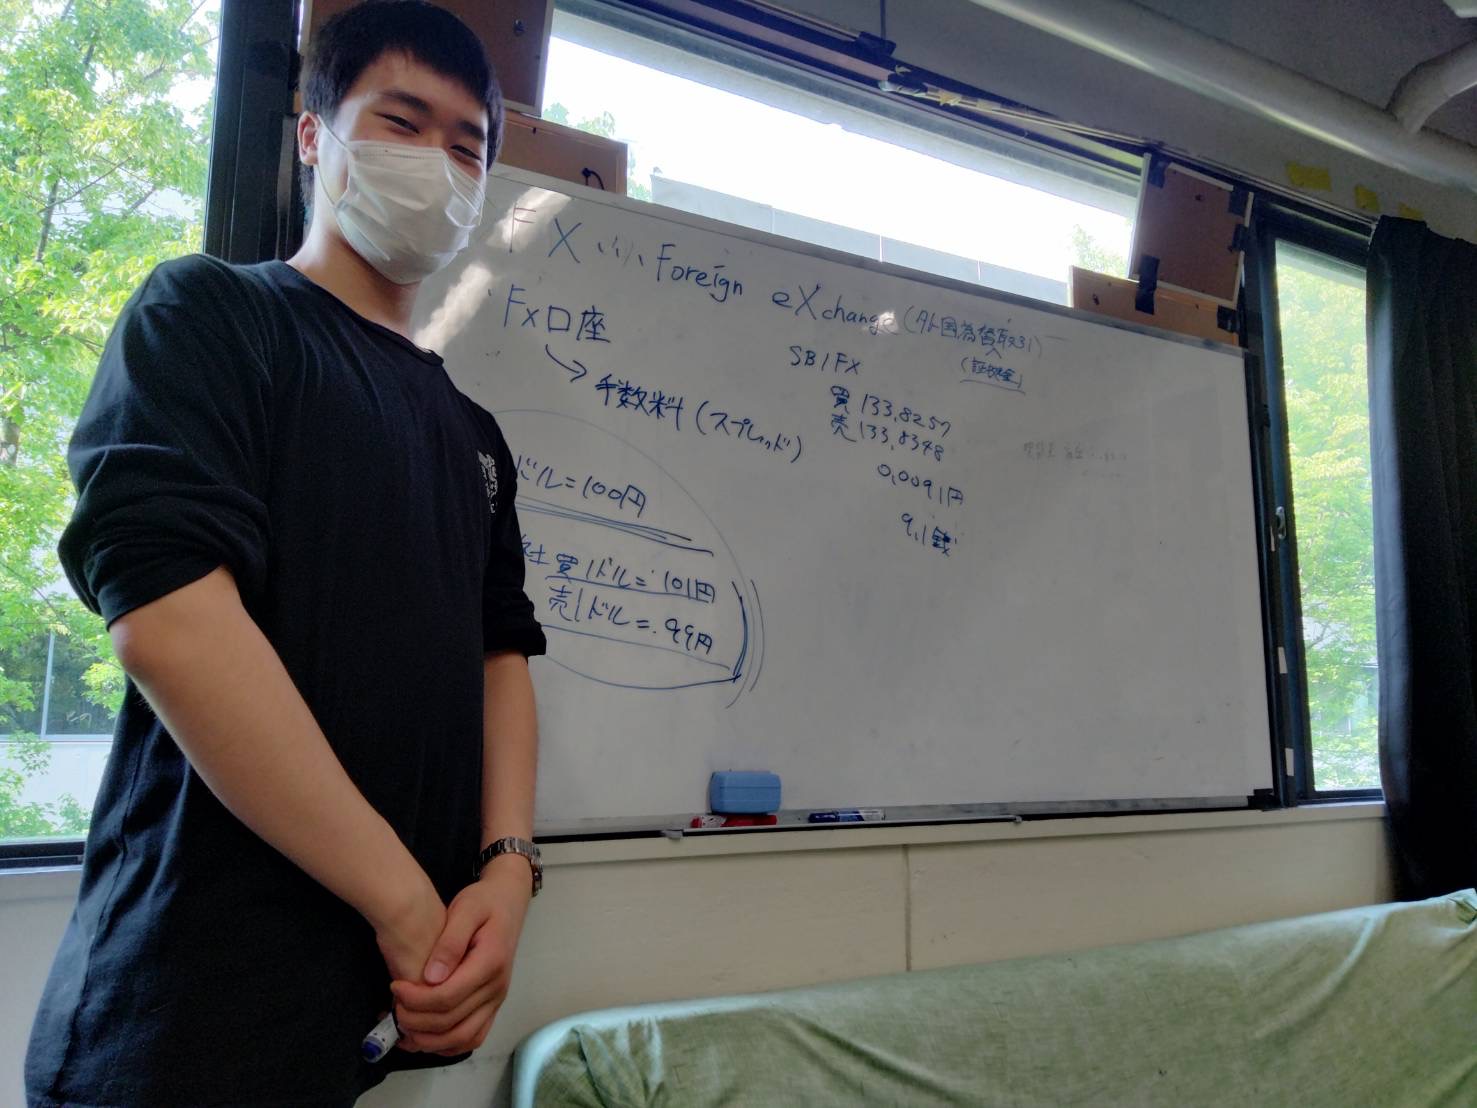 FX ... Foreign eXchange (外国為替取引)
(証拠金)
FX口座
手数料 (スプレッド)
ドル=100円
社 買 1ドル=101円
売 1ドル=99円
SBI FX
買 133.8257
売 133.8348
0.0091円
9.1銭